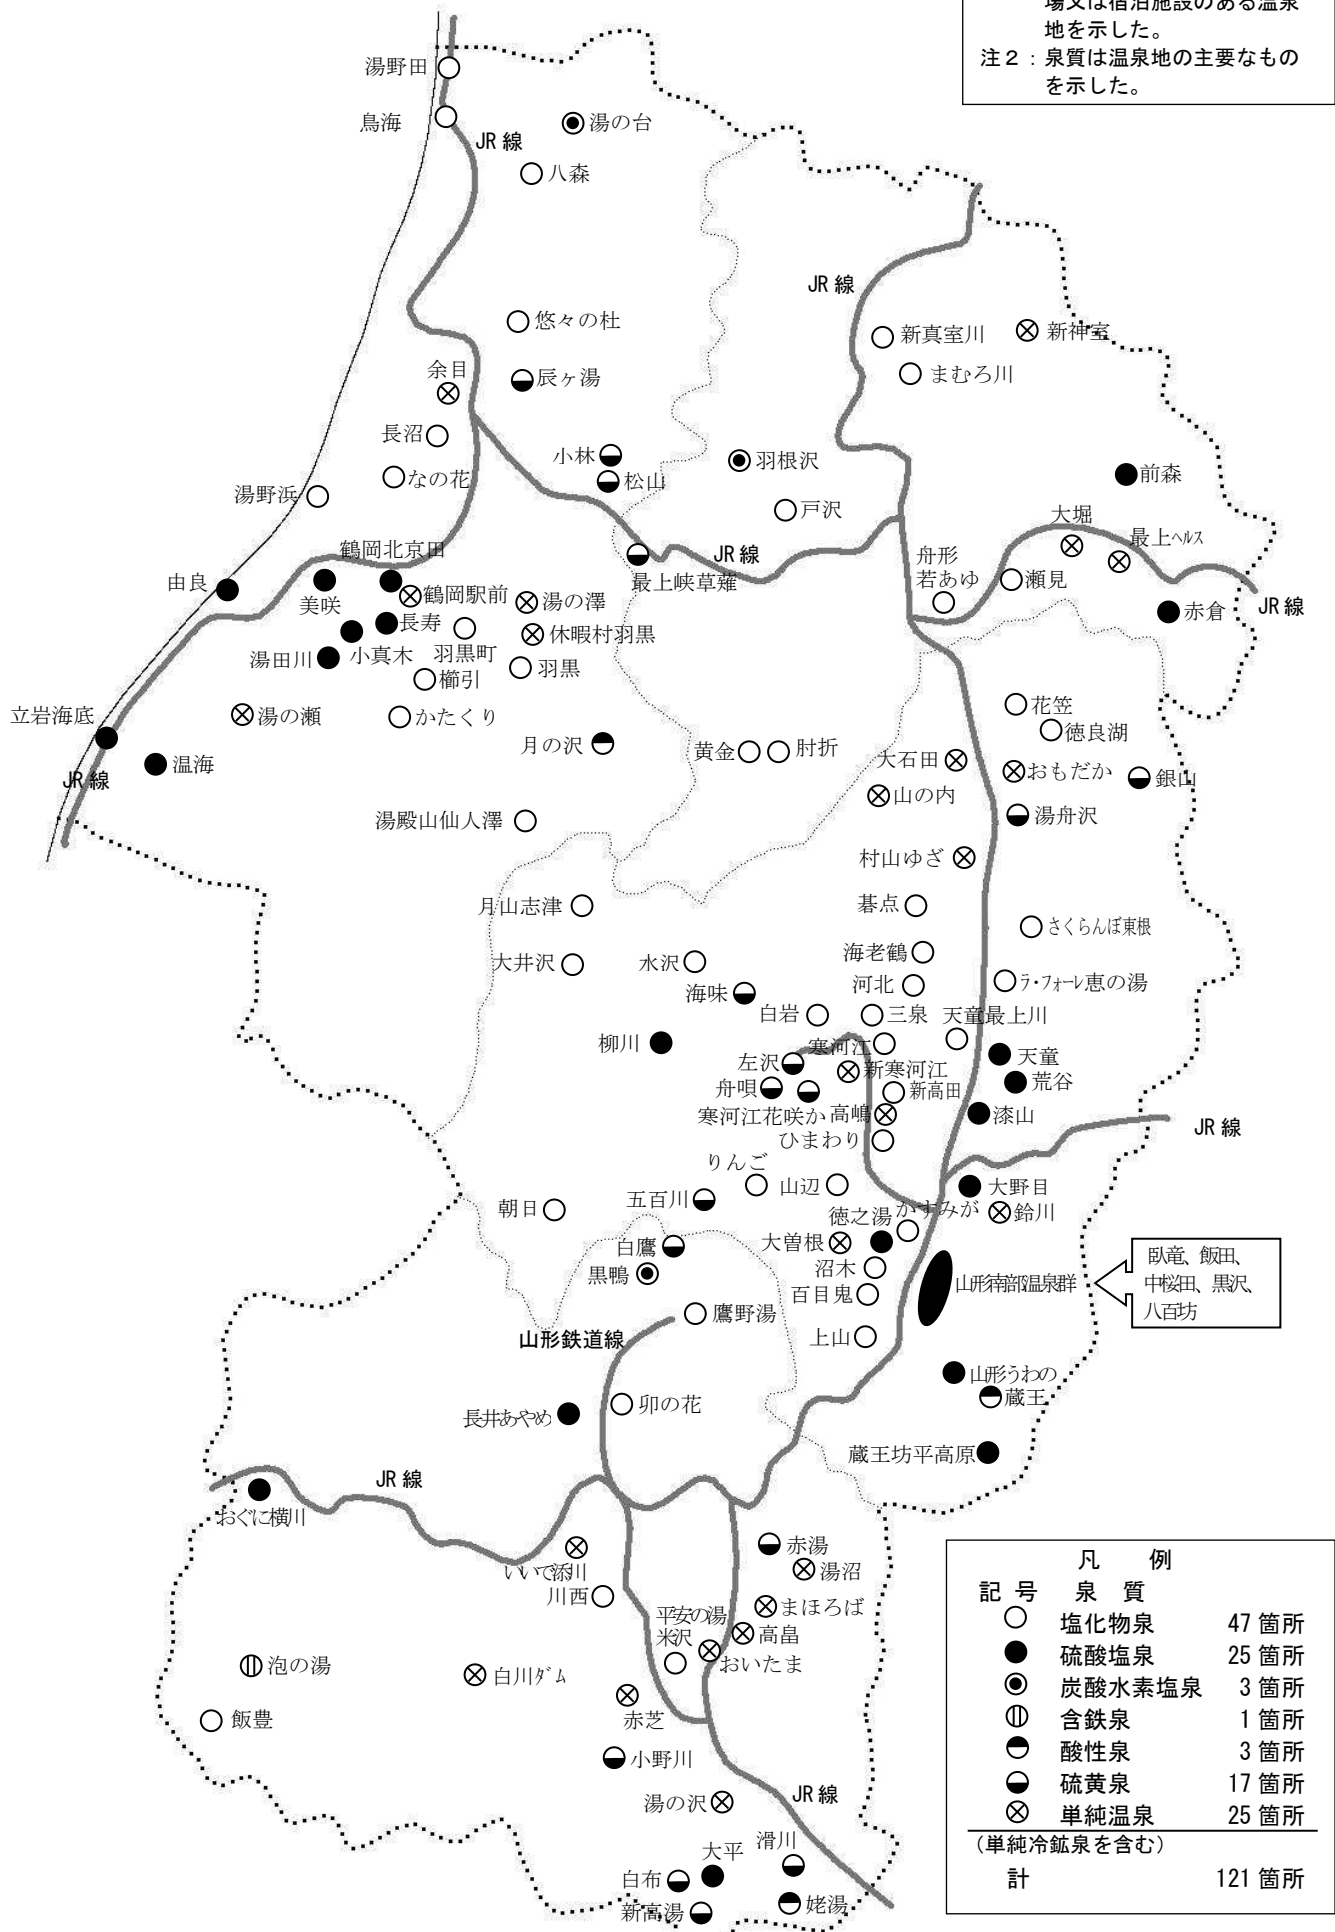 場又は宿泊施設のある温泉
地を示した。
注２：泉質は温泉地の主要なもの
を示した。
湯野田
鳥海
JR線
湯の台
八森
JR線
悠々の杜
新真室川
新神室
余目
辰ヶ湯
まむろ川
長沼
小林
羽根沢
なの花
松山
前森
湯野浜
戸沢
大堀
鶴岡北京田
JR線
舟形
若あゆ
最上ヘルス
由良
美咲
鶴岡駅前
湯の澤
最上峡草薙
瀬見
JR線
長寿
休暇村羽黒
赤倉
湯田川
小真木
羽黒町
羽黒
櫛引
立岩海底
湯の瀬
かたくり
花笠
徳良湖
月の沢
黄金
肘折
大石田
おもだか
銀山
温海
JR線
山の内
湯殿山仙人澤
湯舟沢
村山ゆざ
月山志津
碁点
さくらんぼ東根
大井沢
水沢
海老鶴
海味
河北
ラ・フォーレ恵の湯
白岩
三泉
天童最上川
柳川
寒河江
左沢
新寒河江
天童
舟唄
新高田
荒谷
寒河江花咲か
高嶋
漆山
ひまわり
JR線
りんご
山辺
大野目
朝日
五百川
かすみが
鈴川
徳之湯
白鷹
大曽根
黒鴨
沼木
山形南部温泉群
臥竜、飯田、
中桜田、黒沢、
八百坊
百目鬼
鷹野湯
上山
山形鉄道線
山形うわの
蔵王
長井あやめ
卯の花
蔵王坊平高原
JR線
おぐに横川
赤湯
いいで添川
湯沼
川西
平安の湯
米沢
まほろば
高畠
おいたま
泡の湯
白川ダム
飯豊
赤芝
小野川
湯の沢
JR線
滑川
大平
白布
新高湯
姥湯
凡　例
記号　泉質
塩化物泉　47箇所
硫酸塩泉　25箇所
炭酸水素塩泉　3箇所
含鉄泉　1箇所
酸性泉　3箇所
硫黄泉　17箇所
単純温泉　25箇所
（単純冷鉱泉を含む）
計　121箇所